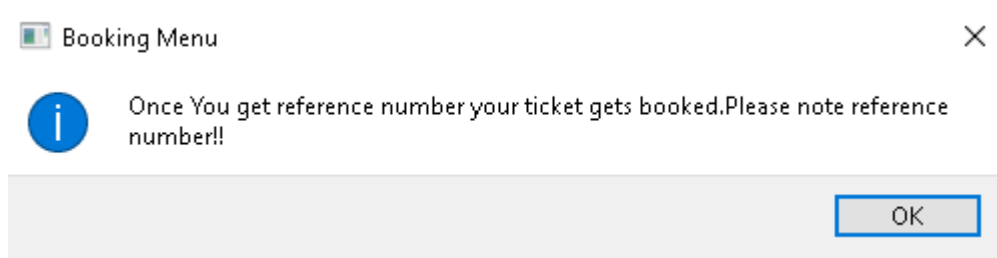 Booking Menu
Once You get reference number your ticket gets booked.Please note reference
number!!
OK